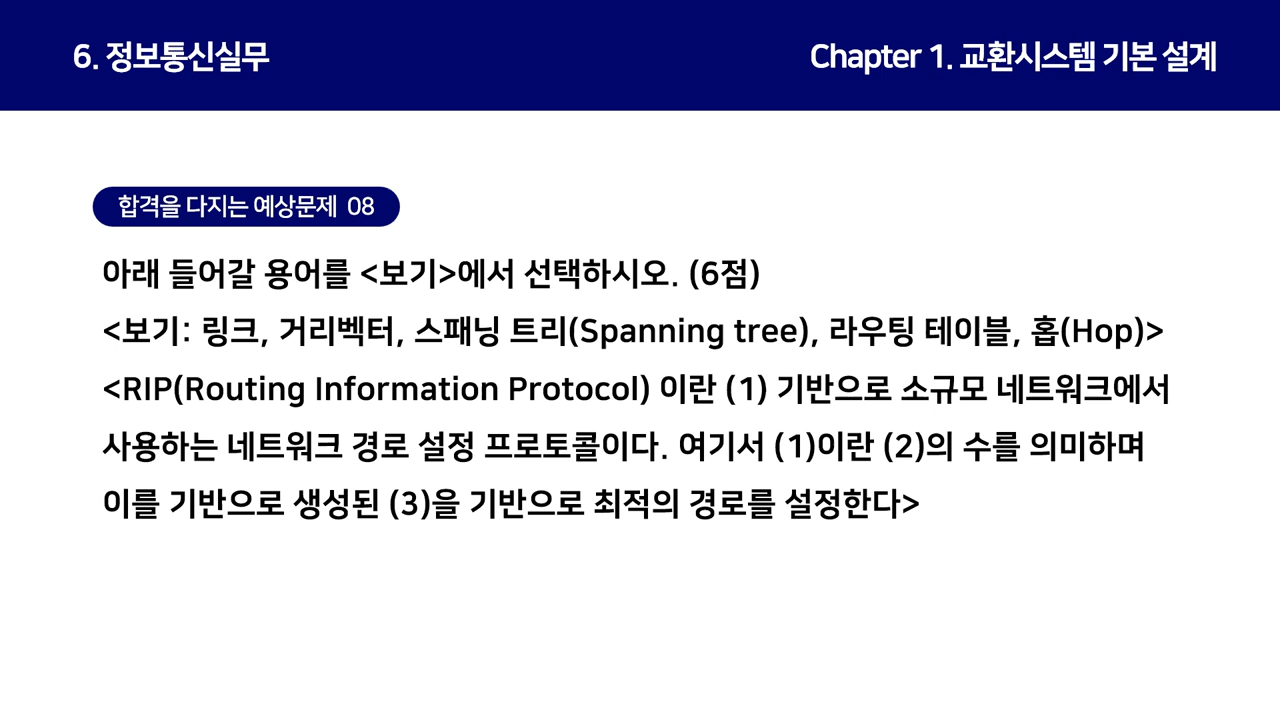 6. 정보통신실무
Chapter 1. 교환시스템 기본 설계
합격을 다지는 예상문제 08
아래 들어갈 용어를 <보기>에서 선택하시오. (6점)
<보기: 링크, 거리벡터, 스패닝 트리(Spanning tree), 라우팅 테이블, 홉(Hop)>
<RIP(Routing Information Protocol) 이란 (1) 기반으로 소규모 네트워크에서
사용하는 네트워크 경로 설정 프로토콜이다. 여기서 (1)이란 (2)의 수를 의미하며
이를 기반으로 생성된 (3)을 기반으로 최적의 경로를 설정한다>